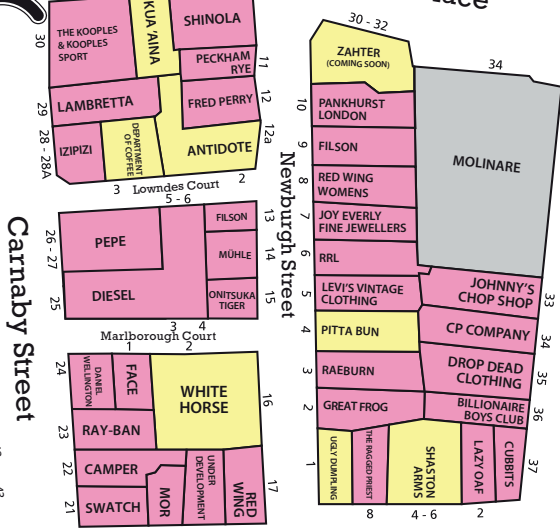 30
THE KOOPLES
& KOOPLES
SPORT
KUA 'AINA
SHINOLA
PECKHAM
RYE
11
29
LAMBRETTA
FRED PERRY
12
28 - 28A
IZIPIZI
DEPARTMENT
OF COFFEE
ANTIDOTE
12a
3
Lowndes Court
2
5 - 6
26 - 27
PEPE
FILSON
13
MÜHLE
14
25
DIESEL
ONITSUKA
TIGER
15
3
4
Marlborough Court
1
2
24
DANIEL
WELLINGTON
FACE
WHITE
HORSE
16
23
RAY-BAN
22
CAMPER
21
SWATCH
MOR
UNDER
DEVELOPMENT
RED
WING
17
Carnaby Street
Newburgh Street
30 - 32
ZAHTER
(COMING SOON)
34
MOLINARE
10
PANKHURST
LONDON
9
FILSON
8
RED WING
WOMENS
7
JOY EVERLY
FINE JEWELLERS
6
RRL
5
LEVI'S VINTAGE
CLOTHING
JOHNNY'S
CHOP SHOP
33
4
PITTA BUN
CP COMPANY
34
3
RAEBURN
DROP DEAD
CLOTHING
35
2
GREAT FROG
BILLIONAIRE
BOYS CLUB
36
1
UGLY DUMPLING
THE RAGGED PRIEST
SHASTON
ARMS
LAZY OAF
CUBBITS
37
8
4 - 6
2